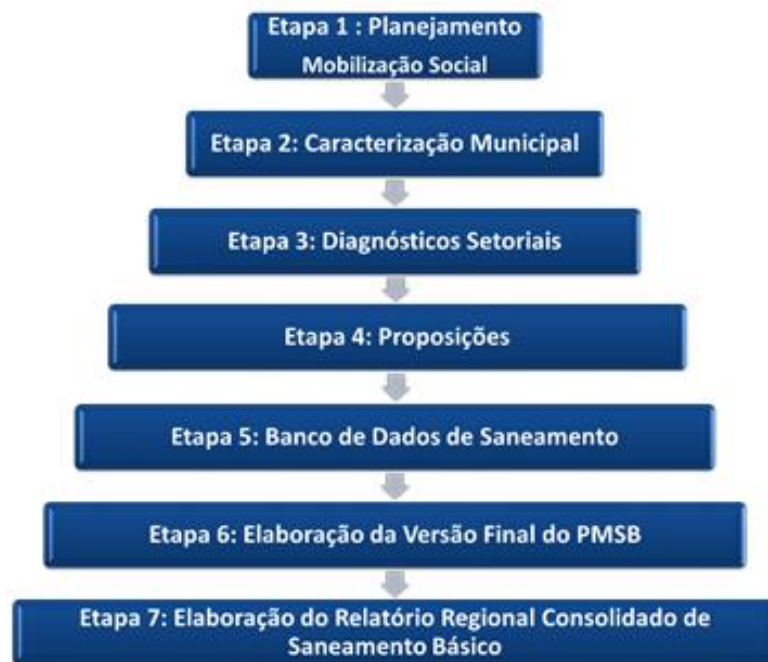 Etapa 1 : Planejamento
Mobilização Social
Etapa 2: Caracterização Municipal
Etapa 3: Diagnósticos Setoriais
Etapa 4: Proposições
Etapa 5: Banco de Dados de Saneamento
Etapa 6: Elaboração da Versão Final do PMSB
Etapa 7: Elaboração do Relatório Regional Consolidado de
Saneamento Básico